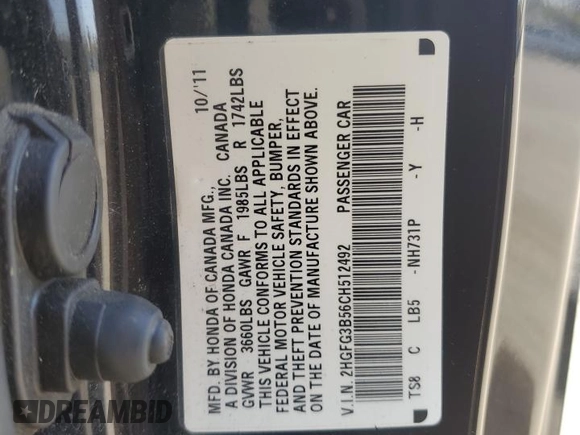 MFD. BY HONDA OF CANADA MFG., 10/'11
A DIVISION OF HONDA CANADA INC. CANADA
GVWR 3660LBS GAWR F 1985LBS R 1742LBS
THIS VEHICLE CONFORMS TO ALL APPLICABLE
FEDERAL MOTOR VEHICLE SAFETY, BUMPER,
AND THEFT PREVENTION STANDARDS IN EFFECT
ON THE DATE OF MANUFACTURE SHOWN ABOVE.
V.I.N. 2HGFG3B56CH512492 PASSENGER CAR
TS8 C LB5 -NH731P -Y -H
DREAMBID